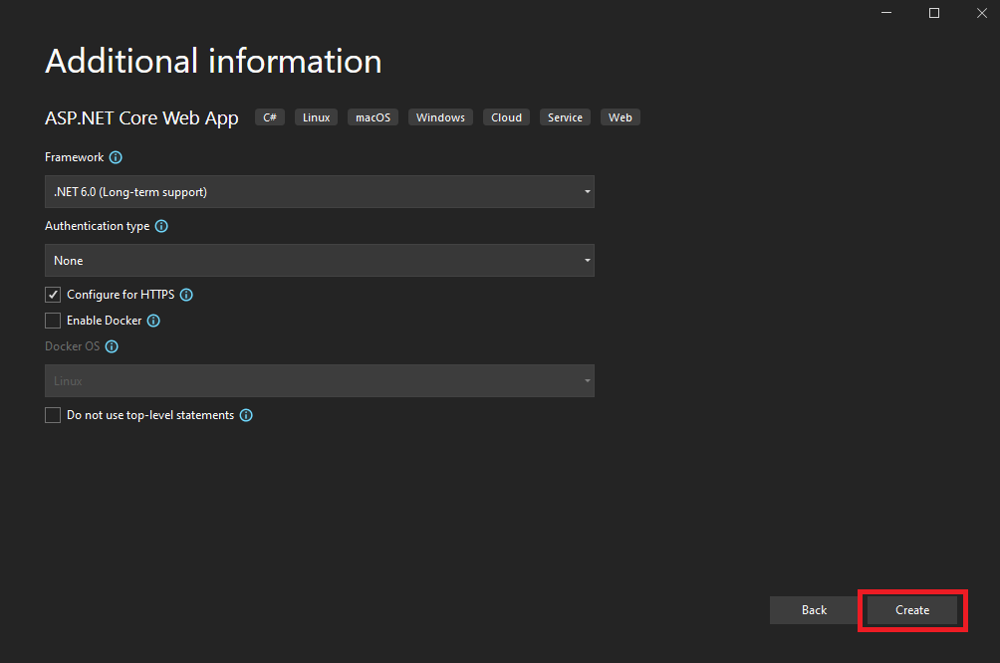 Additional information
ASP.NET Core Web App C# Linux macOS Windows Cloud Service Web
Framework
.NET 6.0 (Long-term support)
Authentication type
None
Configure for HTTPS
Enable Docker
Docker OS
Linux
Do not use top-level statements
Back Create